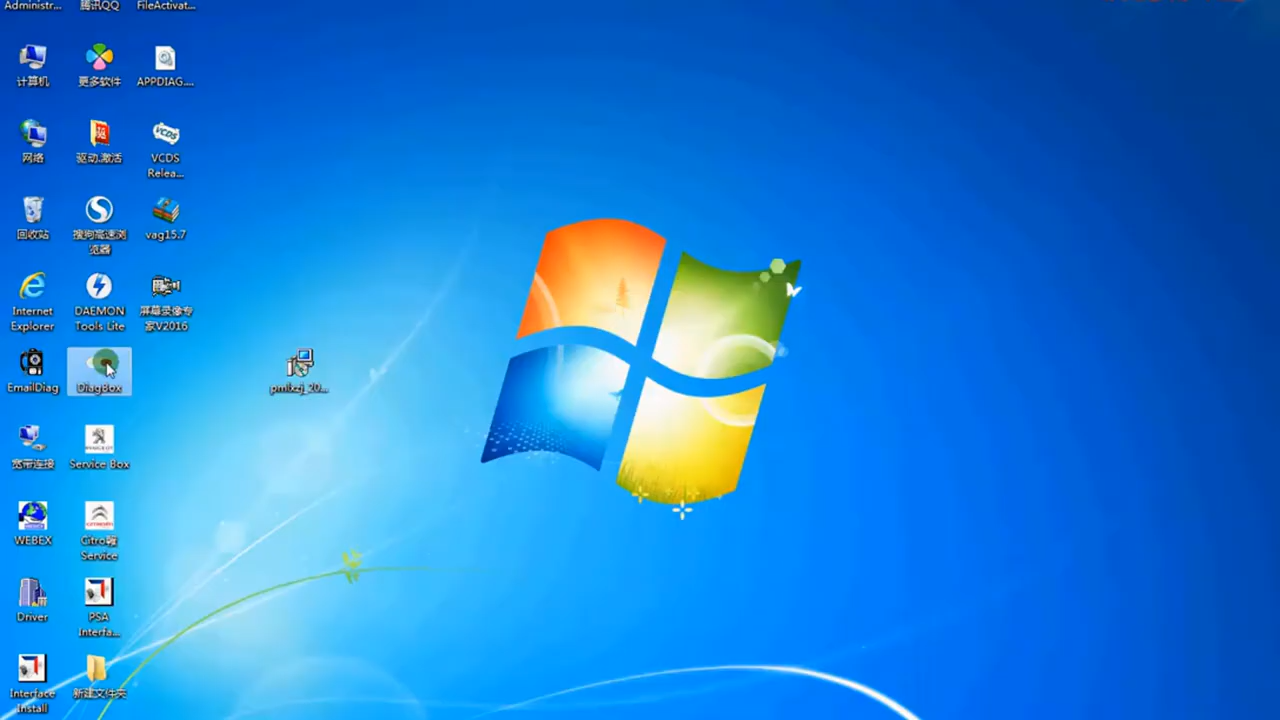 Administr...
腾讯QQ
FileActivat...
计算机
更多软件
APPDIAG....
网络
驱动.激活
VCDS
VCDS
Relea...
回收站
搜狗高速浏
览器
vag15.7
Internet
Explorer
DAEMON
Tools Lite
屏幕录像专
家V2016
EmailDiag
DiagBox
pmlxzj_20...
宽带连接
Service Box
WEBEX
Service
Driver
PSA
Interfa...
Interface
Install
新建文件夹